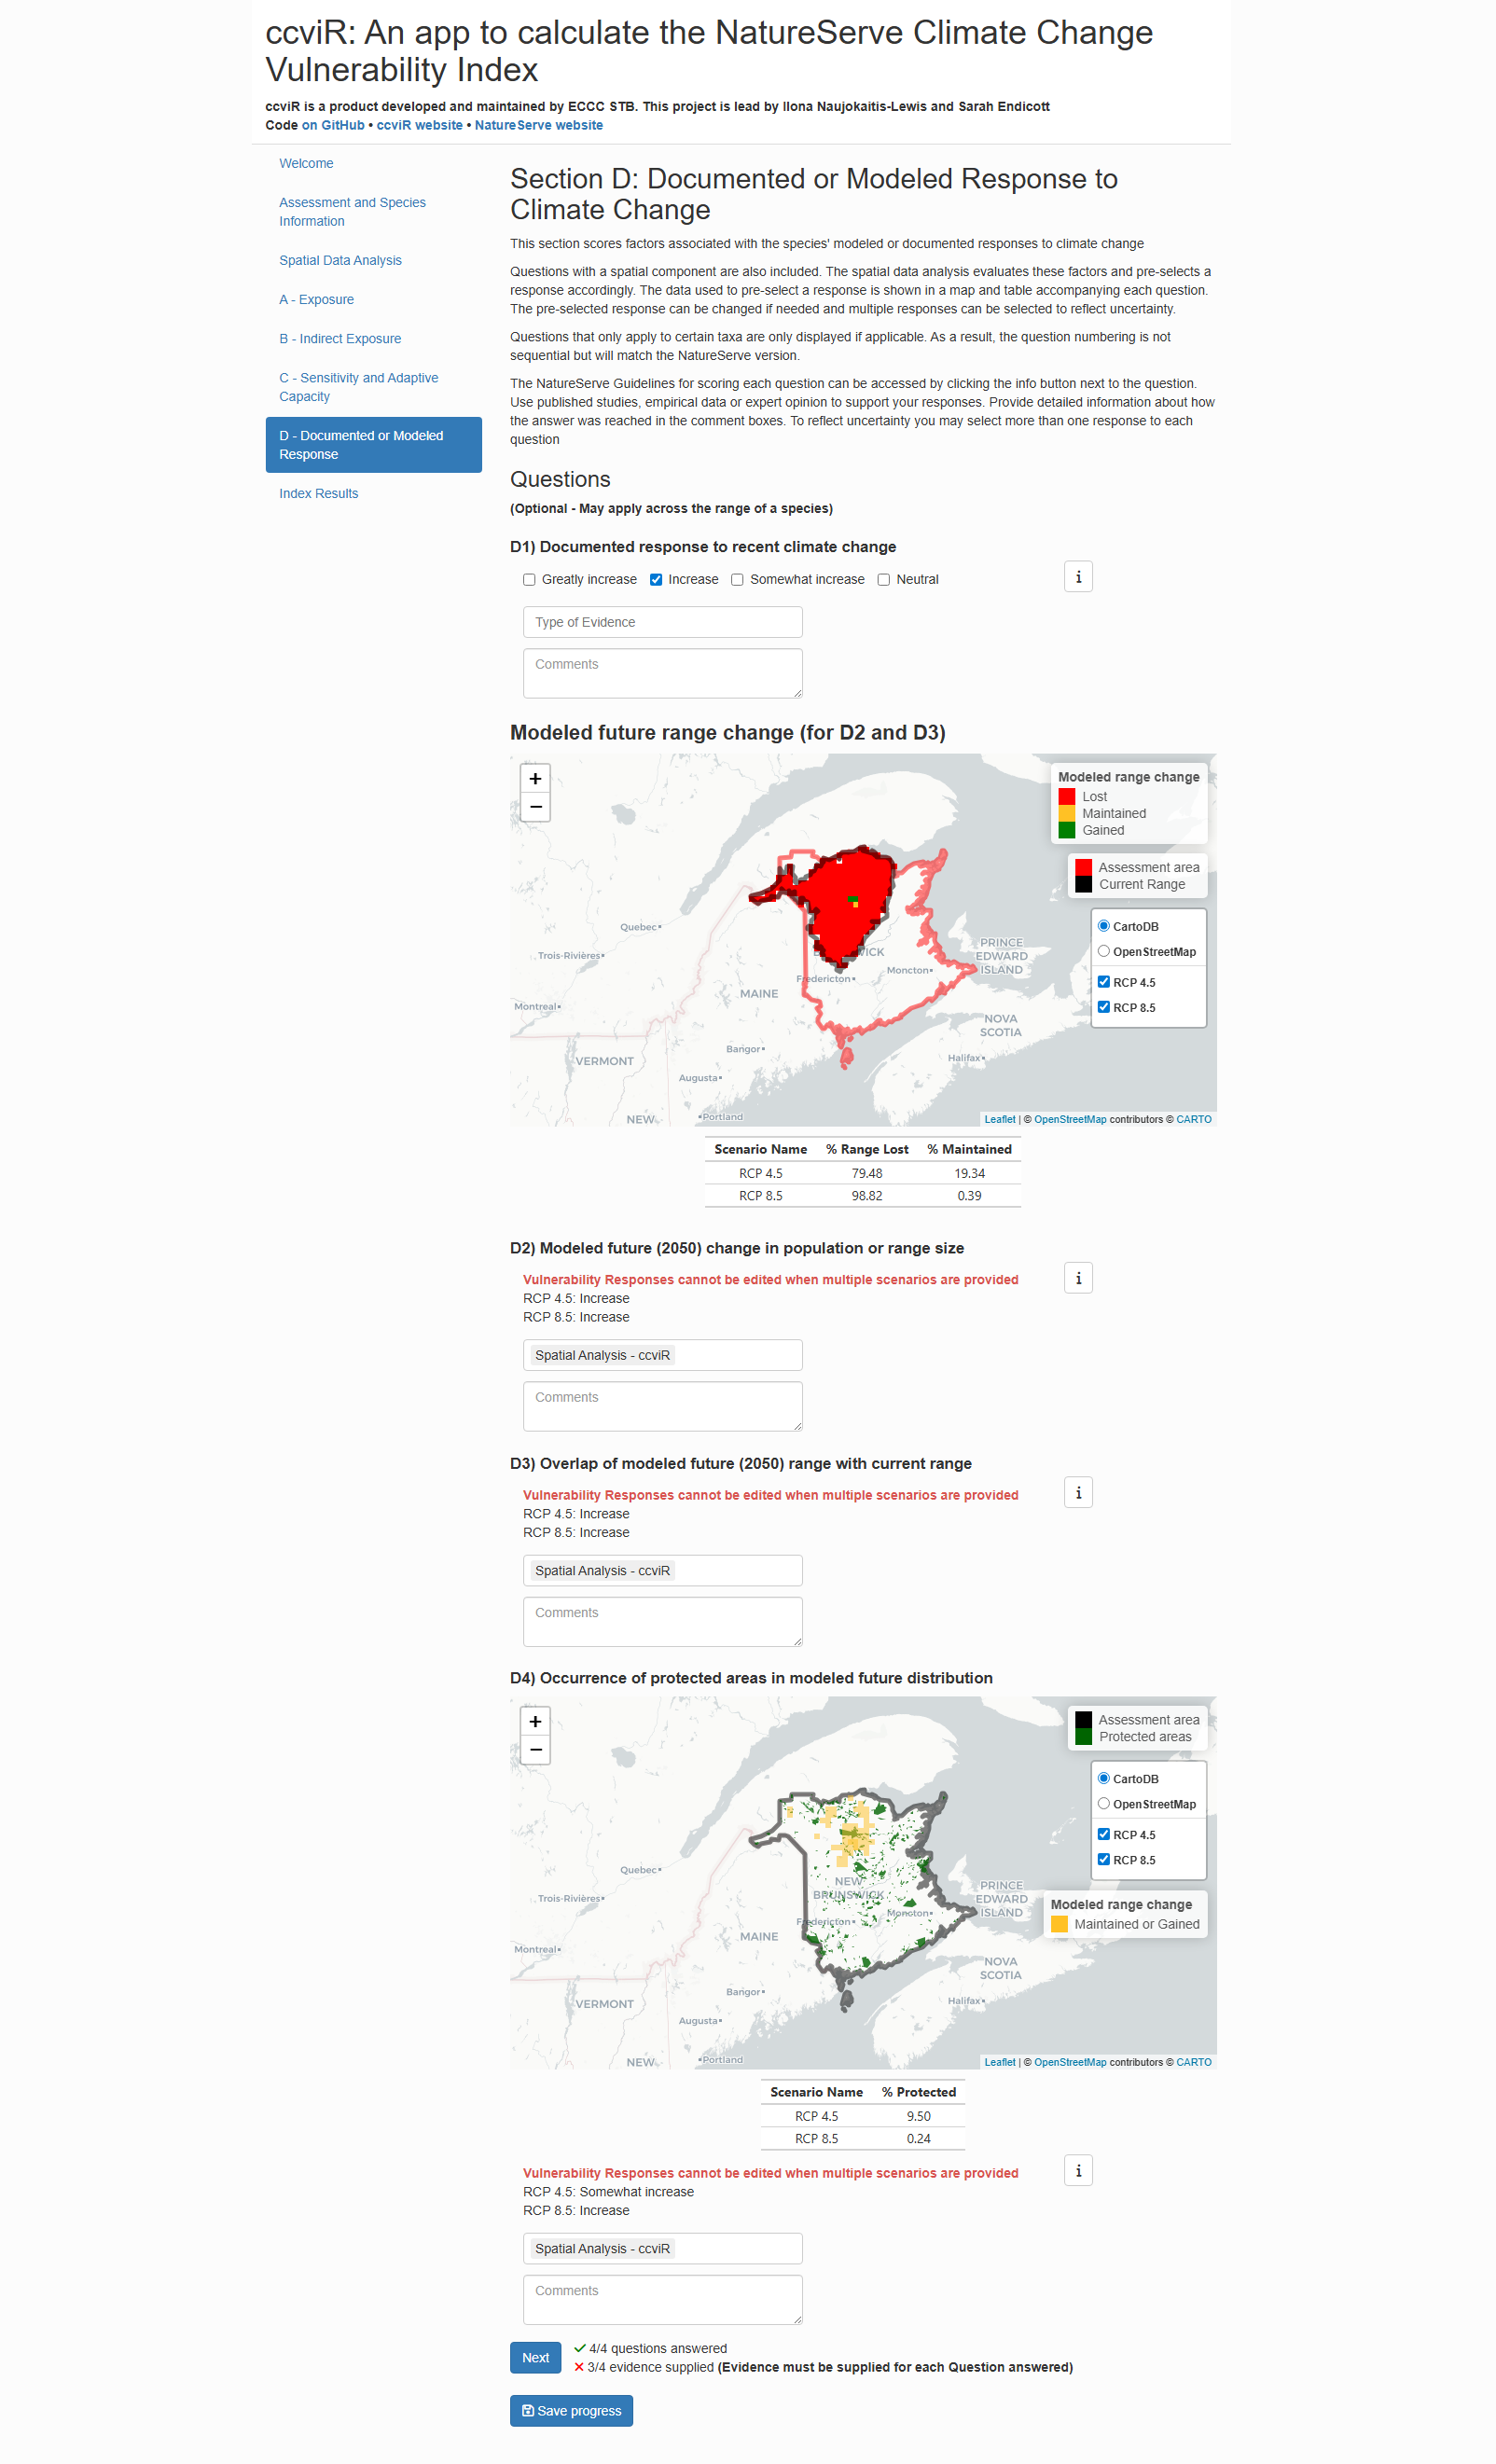 ccviR: An app to calculate the NatureServe Climate Change
Vulnerability Index
ccviR is a product developed and maintained by ECCC STB. This project is lead by Ilona Naujokaitis-Lewis and Sarah Endicott
Code on GitHub • ccviR website • NatureServe website
Welcome
Assessment and Species
Information
Spatial Data Analysis
A - Exposure
B - Indirect Exposure
C - Sensitivity and Adaptive
Capacity
D - Documented or Modeled
Response
Index Results
Section D: Documented or Modeled Response to
Climate Change
This section scores factors associated with the species' modeled or documented responses to climate change
Questions with a spatial component are also included. The spatial data analysis evaluates these factors and pre-selects a
response accordingly. The data used to pre-select a response is shown in a map and table accompanying each question.
The pre-selected response can be changed if needed and multiple responses can be selected to reflect uncertainty.
Questions that only apply to certain taxa are only displayed if applicable. As a result, the question numbering is not
sequential but will match the NatureServe version.
The NatureServe Guidelines for scoring each question can be accessed by clicking the info button next to the question.
Use published studies, empirical data or expert opinion to support your responses. Provide detailed information about how
the answer was reached in the comment boxes. To reflect uncertainty you may select more than one response to each
question
Questions
(Optional - May apply across the range of a species)
D1) Documented response to recent climate change
Greatly increase Increase Somewhat increase Neutral
i
Type of Evidence
Comments
Modeled future range change (for D2 and D3)
+
−
Modeled range change
Lost
Maintained
Gained
Assessment area
Current Range
CartoDB
OpenStreetMap
RCP 4.5
RCP 8.5
Quebec
Trois-Rivières
Montreal
MAINE
VERMONT
Bangor
Augusta
Portland
NEW
Fredericton
Moncton
PRINCE
EDWARD
ISLAND
NOVA
SCOTIA
Halifax
Leaflet | © OpenStreetMap contributors © CARTO
Scenario Name % Range Lost % Maintained
RCP 4.5 79.48 19.34
RCP 8.5 98.82 0.39
D2) Modeled future (2050) change in population or range size
Vulnerability Responses cannot be edited when multiple scenarios are provided
i
RCP 4.5: Increase
RCP 8.5: Increase
Spatial Analysis - ccviR
Comments
D3) Overlap of modeled future (2050) range with current range
Vulnerability Responses cannot be edited when multiple scenarios are provided
i
RCP 4.5: Increase
RCP 8.5: Increase
Spatial Analysis - ccviR
Comments
D4) Occurrence of protected areas in modeled future distribution
+
−
Assessment area
Protected areas
CartoDB
OpenStreetMap
RCP 4.5
RCP 8.5
Modeled range change
Maintained or Gained
Quebec
Trois-Rivières
Montreal
MAINE
VERMONT
Bangor
Augusta
Portland
NEW
NEW
BRUNSWICK
Fredericton
Moncton
PRINCE
EDWARD
ISLAND
NOVA
SCOTIA
Halifax
Leaflet | © OpenStreetMap contributors © CARTO
Scenario Name % Protected
RCP 4.5 9.50
RCP 8.5 0.24
Vulnerability Responses cannot be edited when multiple scenarios are provided
i
RCP 4.5: Somewhat increase
RCP 8.5: Increase
Spatial Analysis - ccviR
Comments
Next
4/4 questions answered
3/4 evidence supplied (Evidence must be supplied for each Question answered)
Save progress